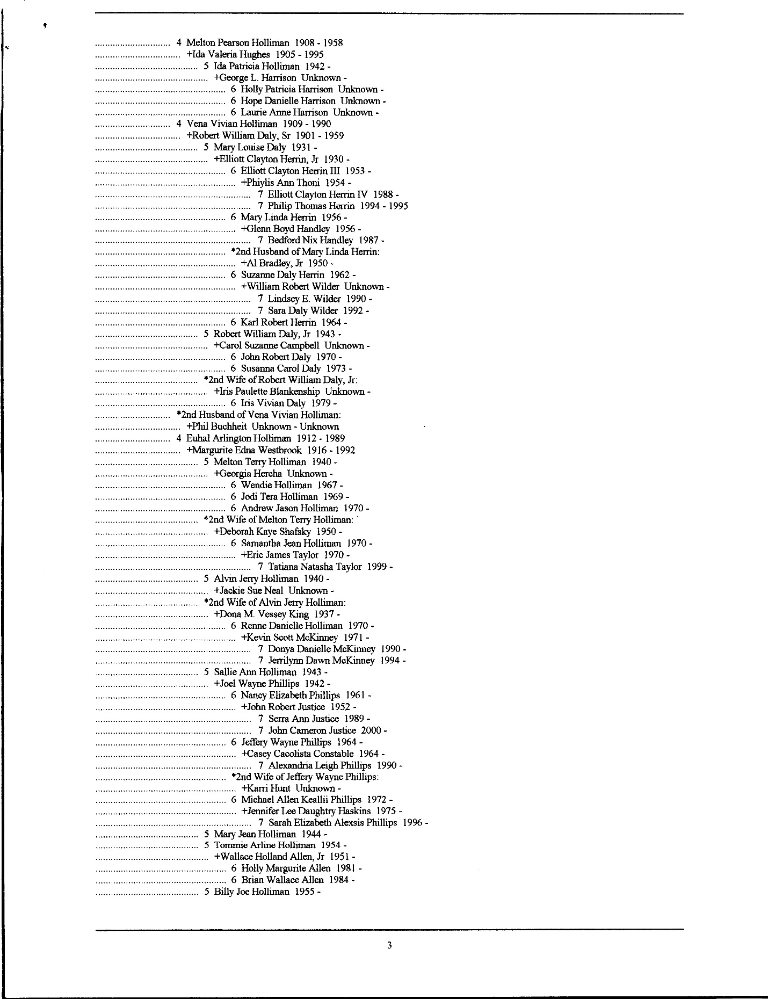 ........................... 4 Melton Pearson Holliman 1908 - 1958
............................... +Ida Valeria Hughes 1905 - 1995
..................................... 5 Ida Patricia Holliman 1942 -
......................................... +George L. Harrison Unknown -
............................................... 6 Holly Patricia Harrison Unknown -
............................................... 6 Hope Danielle Harrison Unknown -
............................................... 6 Laurie Anne Harrison Unknown -
........................... 4 Vena Vivian Holliman 1909 - 1990
............................... +Robert William Daly, Sr 1901 - 1959
..................................... 5 Mary Louise Daly 1931 -
......................................... +Elliott Clayton Herrin, Jr 1930 -
............................................... 6 Elliott Clayton Herrin III 1953 -
................................................... +Phiylis Ann Thoni 1954 -
........................................................ 7 Elliott Clayton Herrin IV 1988 -
........................................................ 7 Philip Thomas Herrin 1994 - 1995
............................................... 6 Mary Linda Herrin 1956 -
................................................... +Glenn Boyd Handley 1956 -
........................................................ 7 Bedford Nix Handley 1987 -
............................................... *2nd Husband of Mary Linda Herrin:
................................................... +Al Bradley, Jr 1950 -
............................................... 6 Suzanne Daly Herrin 1962 -
................................................... +William Robert Wilder Unknown -
........................................................ 7 Lindsey E. Wilder 1990 -
........................................................ 7 Sara Daly Wilder 1992 -
............................................... 6 Karl Robert Herrin 1964 -
..................................... 5 Robert William Daly, Jr 1943 -
......................................... +Carol Suzanne Campbell Unknown -
............................................... 6 John Robert Daly 1970 -
............................................... 6 Susanna Carol Daly 1973 -
..................................... *2nd Wife of Robert William Daly, Jr:
......................................... +Iris Paulette Blankenship Unknown -
............................................... 6 Iris Vivian Daly 1979 -
........................... *2nd Husband of Vena Vivian Holliman:
............................... +Phil Buchheit Unknown - Unknown
........................... 4 Euhal Arlington Holliman 1912 - 1989
............................... +Margurite Edna Westbrook 1916 - 1992
..................................... 5 Melton Terry Holliman 1940 -
......................................... +Georgia Hercha Unknown -
............................................... 6 Wendie Holliman 1967 -
............................................... 6 Jodi Tera Holliman 1969 -
............................................... 6 Andrew Jason Holliman 1970 -
..................................... *2nd Wife of Melton Terry Holliman:
......................................... +Deborah Kaye Shafsky 1950 -
............................................... 6 Samantha Jean Holliman 1970 -
................................................... +Eric James Taylor 1970 -
........................................................ 7 Tatiana Natasha Taylor 1999 -
..................................... 5 Alvin Jerry Holliman 1940 -
......................................... +Jackie Sue Neal Unknown -
..................................... *2nd Wife of Alvin Jerry Holliman:
......................................... +Dona M. Vessey King 1937 -
............................................... 6 Renne Danielle Holliman 1970 -
................................................... +Kevin Scott McKinney 1971 -
........................................................ 7 Donya Danielle McKinney 1990 -
........................................................ 7 Jerrilynn Dawn McKinney 1994 -
..................................... 5 Sallie Ann Holliman 1943 -
......................................... +Joel Wayne Phillips 1942 -
............................................... 6 Nancy Elizabeth Phillips 1961 -
................................................... +John Robert Justice 1952 -
........................................................ 7 Serra Ann Justice 1989 -
........................................................ 7 John Cameron Justice 2000 -
............................................... 6 Jeffery Wayne Phillips 1964 -
................................................... +Casey Cacolista Constable 1964 -
........................................................ 7 Alexandria Leigh Phillips 1990 -
............................................... *2nd Wife of Jeffery Wayne Phillips:
................................................... +Karri Hunt Unknown -
............................................... 6 Michael Allen Keallii Phillips 1972 -
................................................... +Jennifer Lee Daughtry Haskins 1975 -
........................................................ 7 Sarah Elizabeth Alexsis Phillips 1996 -
..................................... 5 Mary Jean Holliman 1944 -
..................................... 5 Tommie Arline Holliman 1954 -
......................................... +Wallace Holland Allen, Jr 1951 -
............................................... 6 Holly Margurite Allen 1981 -
............................................... 6 Brian Wallace Allen 1984 -
..................................... 5 Billy Joe Holliman 1955 -
3